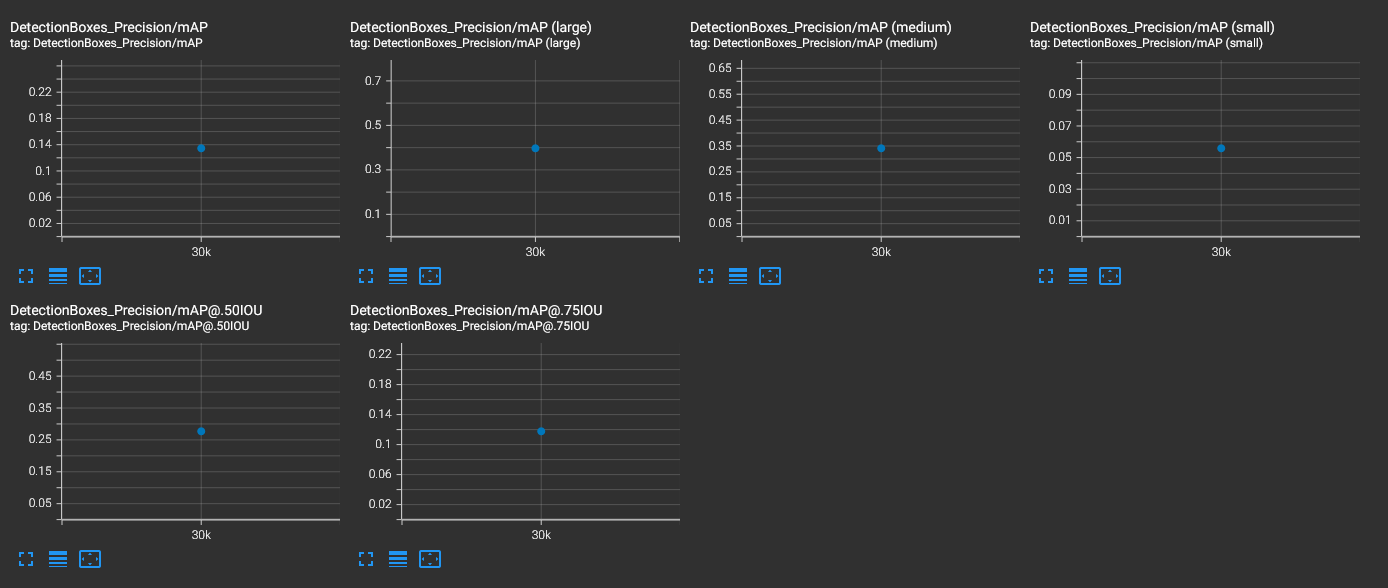 DetectionBoxes_Precision/mAP
tag: DetectionBoxes_Precision/mAP
0.22
0.18
0.14
0.1
0.06
0.02
30k
DetectionBoxes_Precision/mAP (large)
tag: DetectionBoxes_Precision/mAP (large)
0.7
0.5
0.3
0.1
30k
DetectionBoxes_Precision/mAP (medium)
tag: DetectionBoxes_Precision/mAP (medium)
0.65
0.55
0.45
0.35
0.25
0.15
0.05
30k
DetectionBoxes_Precision/mAP (small)
tag: DetectionBoxes_Precision/mAP (small)
0.09
0.07
0.05
0.03
0.01
30k
DetectionBoxes_Precision/mAP@.50IOU
tag: DetectionBoxes_Precision/mAP@.50IOU
0.45
0.35
0.25
0.15
0.05
30k
DetectionBoxes_Precision/mAP@.75IOU
tag: DetectionBoxes_Precision/mAP@.75IOU
0.22
0.18
0.14
0.1
0.06
0.02
30k